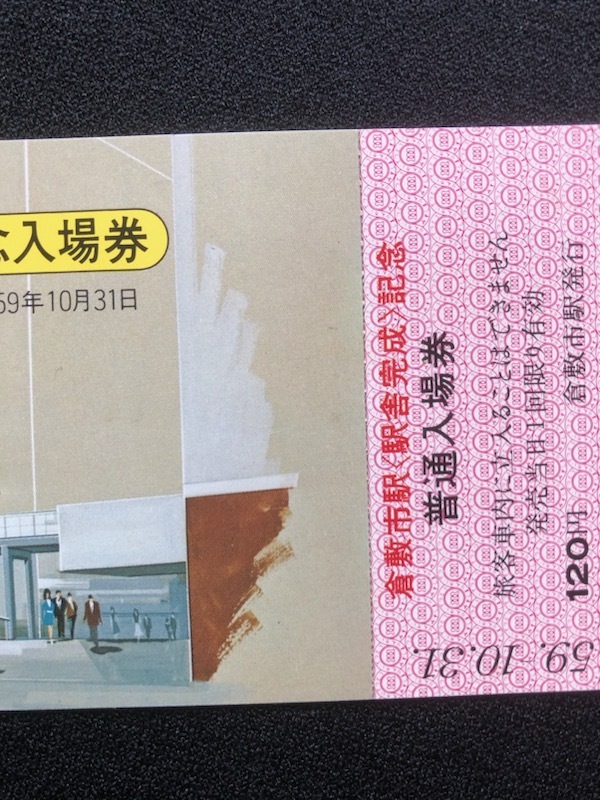 念入場券
59年10月31日
倉敷市駅〈駅舎完成〉記念
普通入場券
旅客車内に立入ることはできません
発売当日1回限り有効
120円 倉敷市駅発行
59.10.31.